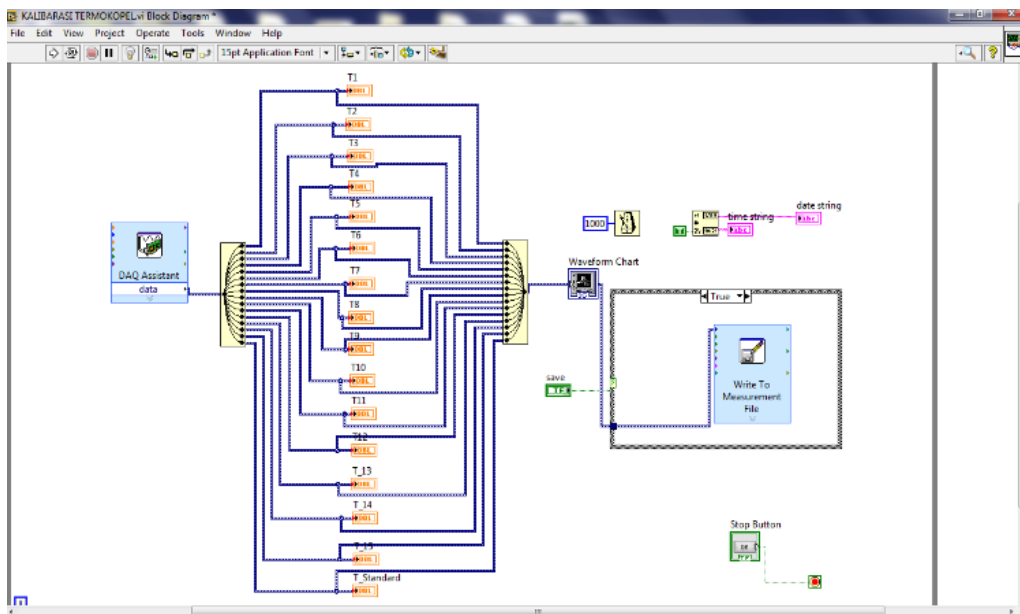 KALIBARASI TERMOKOPEL.vi Block Diagram *
File Edit View Project Operate Tools Window Help
15pt Application Font
T1
DBL
T2
DBL
T3
DBL
T4
DBL
T5
DBL
T6
DBL
T7
DBL
T8
DBL
T9
DBL
T10
DBL
T11
DBL
T12
DBL
T_13
DBL
T_14
DBL
T_15
DBL
T_Standard
DBL
DAQ Assistant
data
1000
date string
abc
time string
abc
Waveform Chart
True
save
TF
Write To
Measurement
File
Stop Button
i